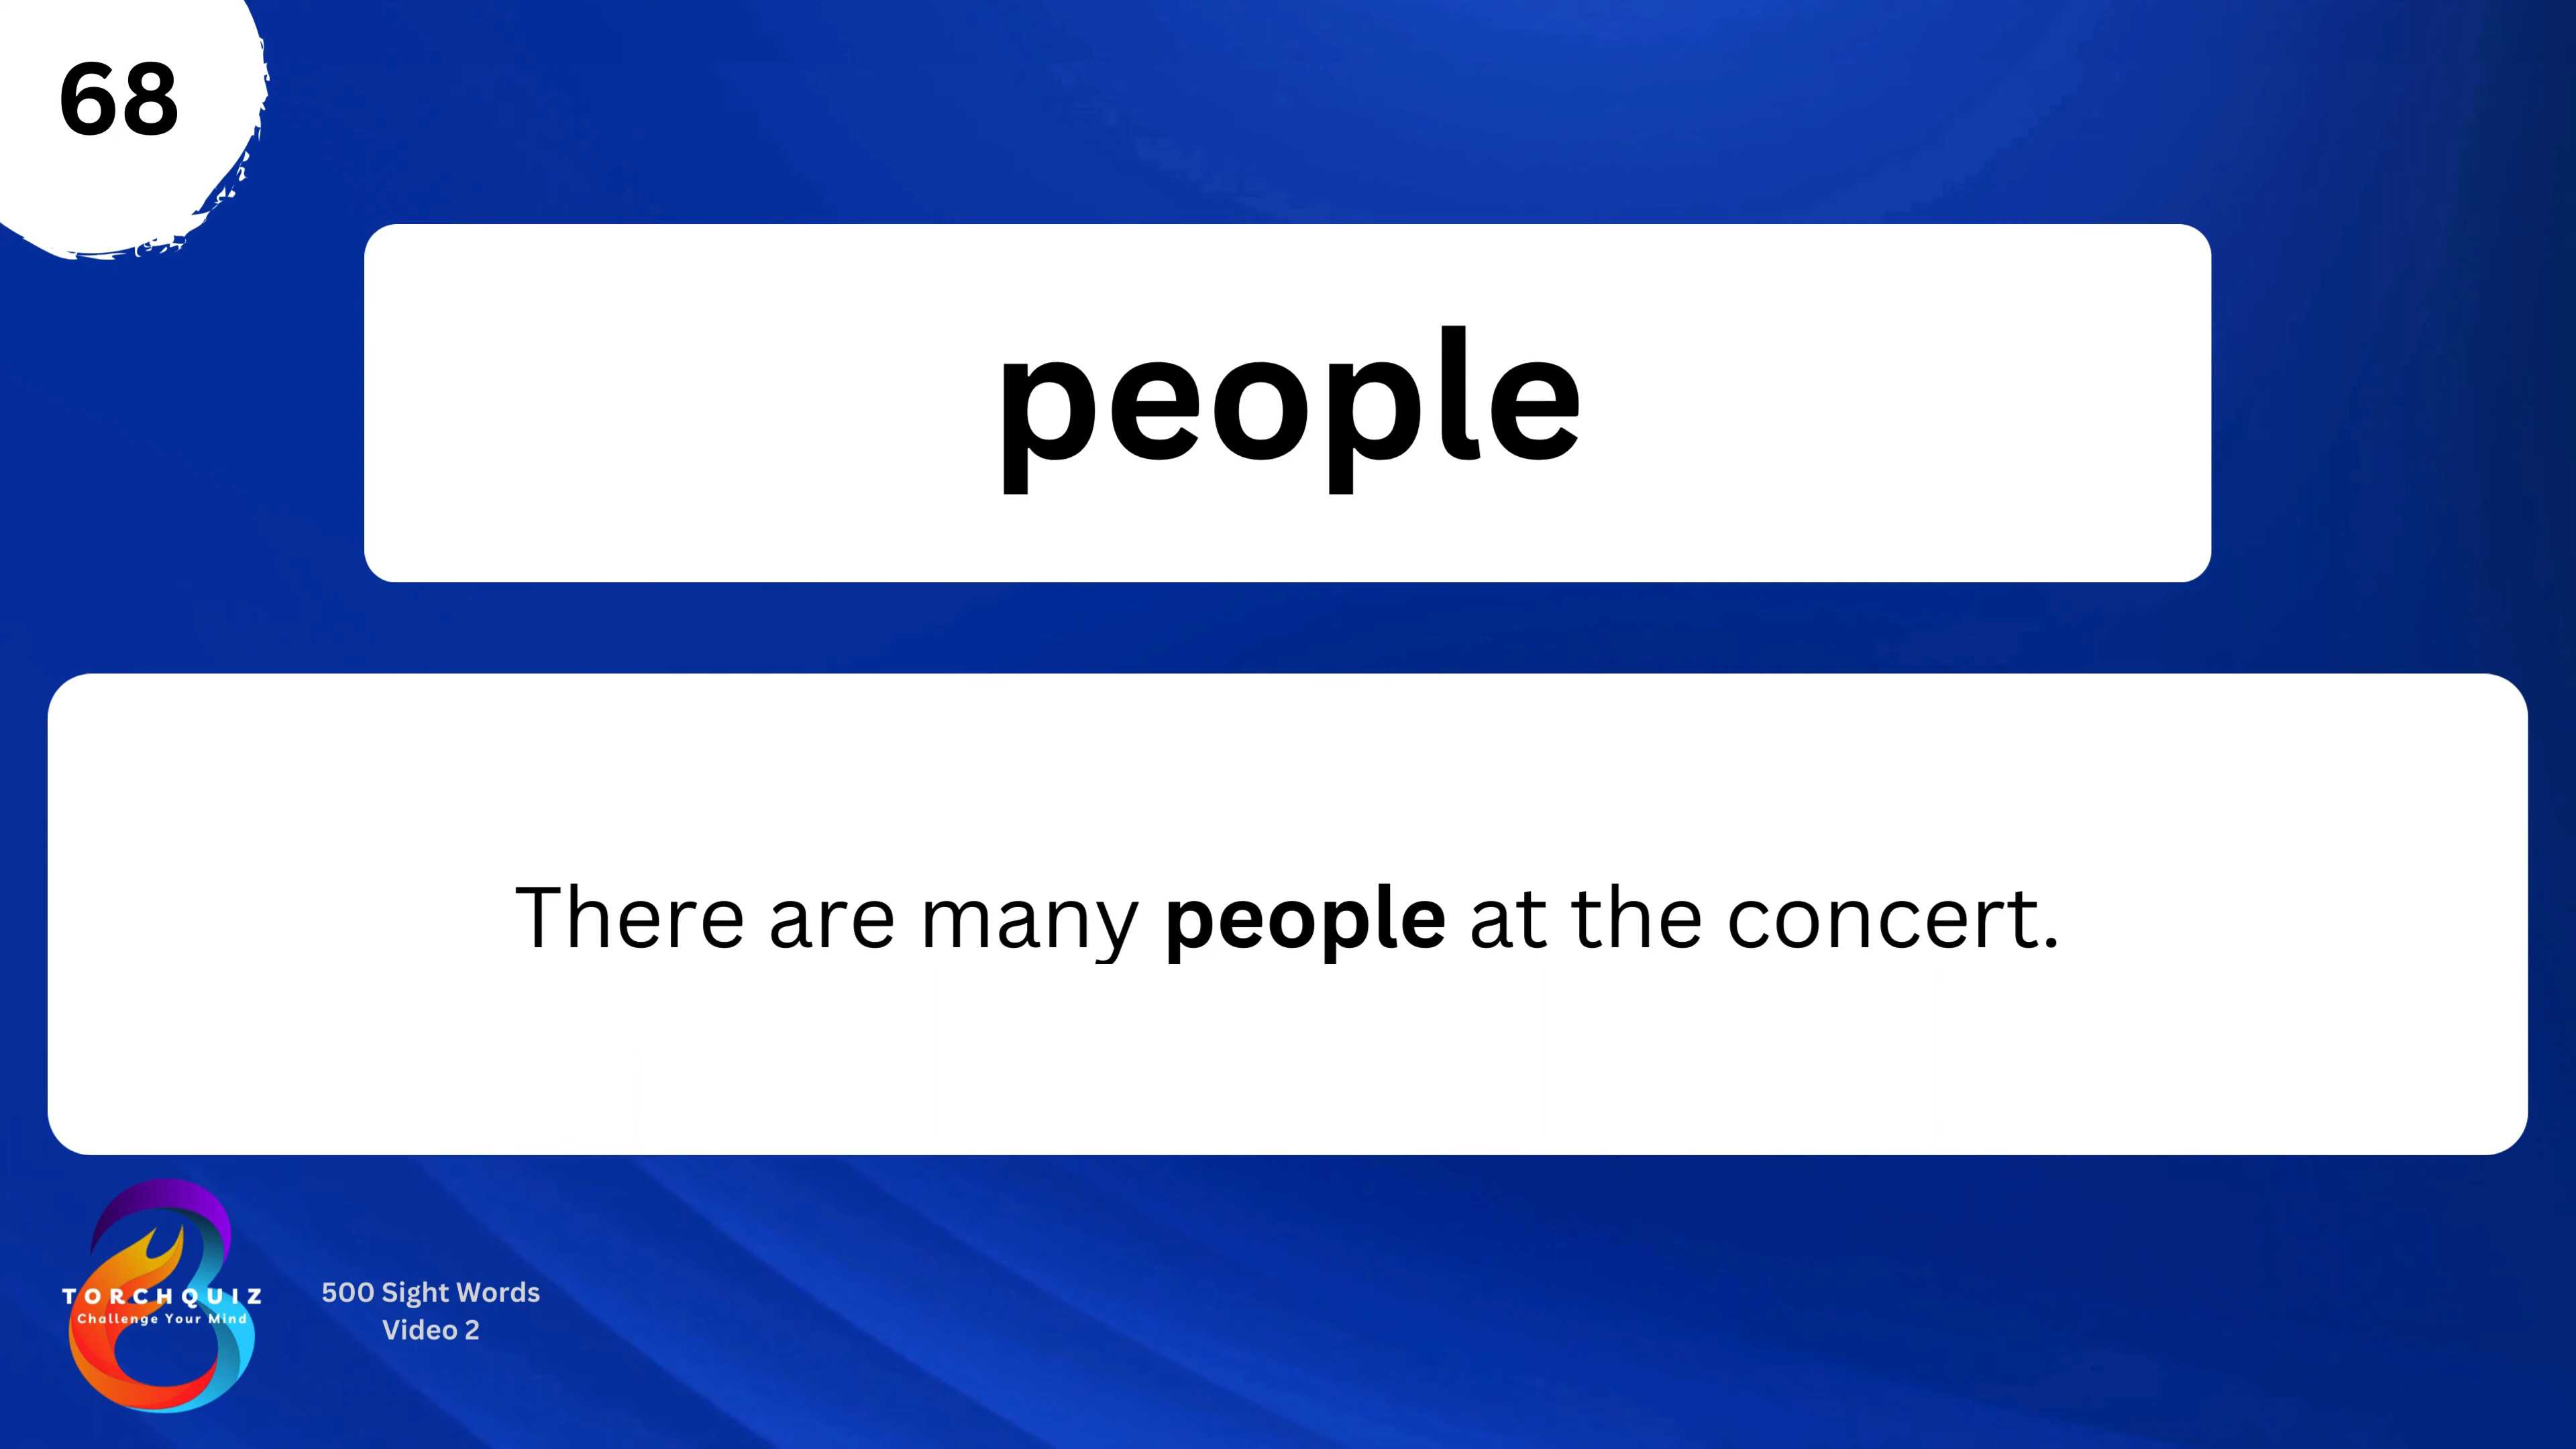 68
people
There are many people at the concert.
TORCHQUIZ
Challenge Your Mind
500 Sight Words
Video 2